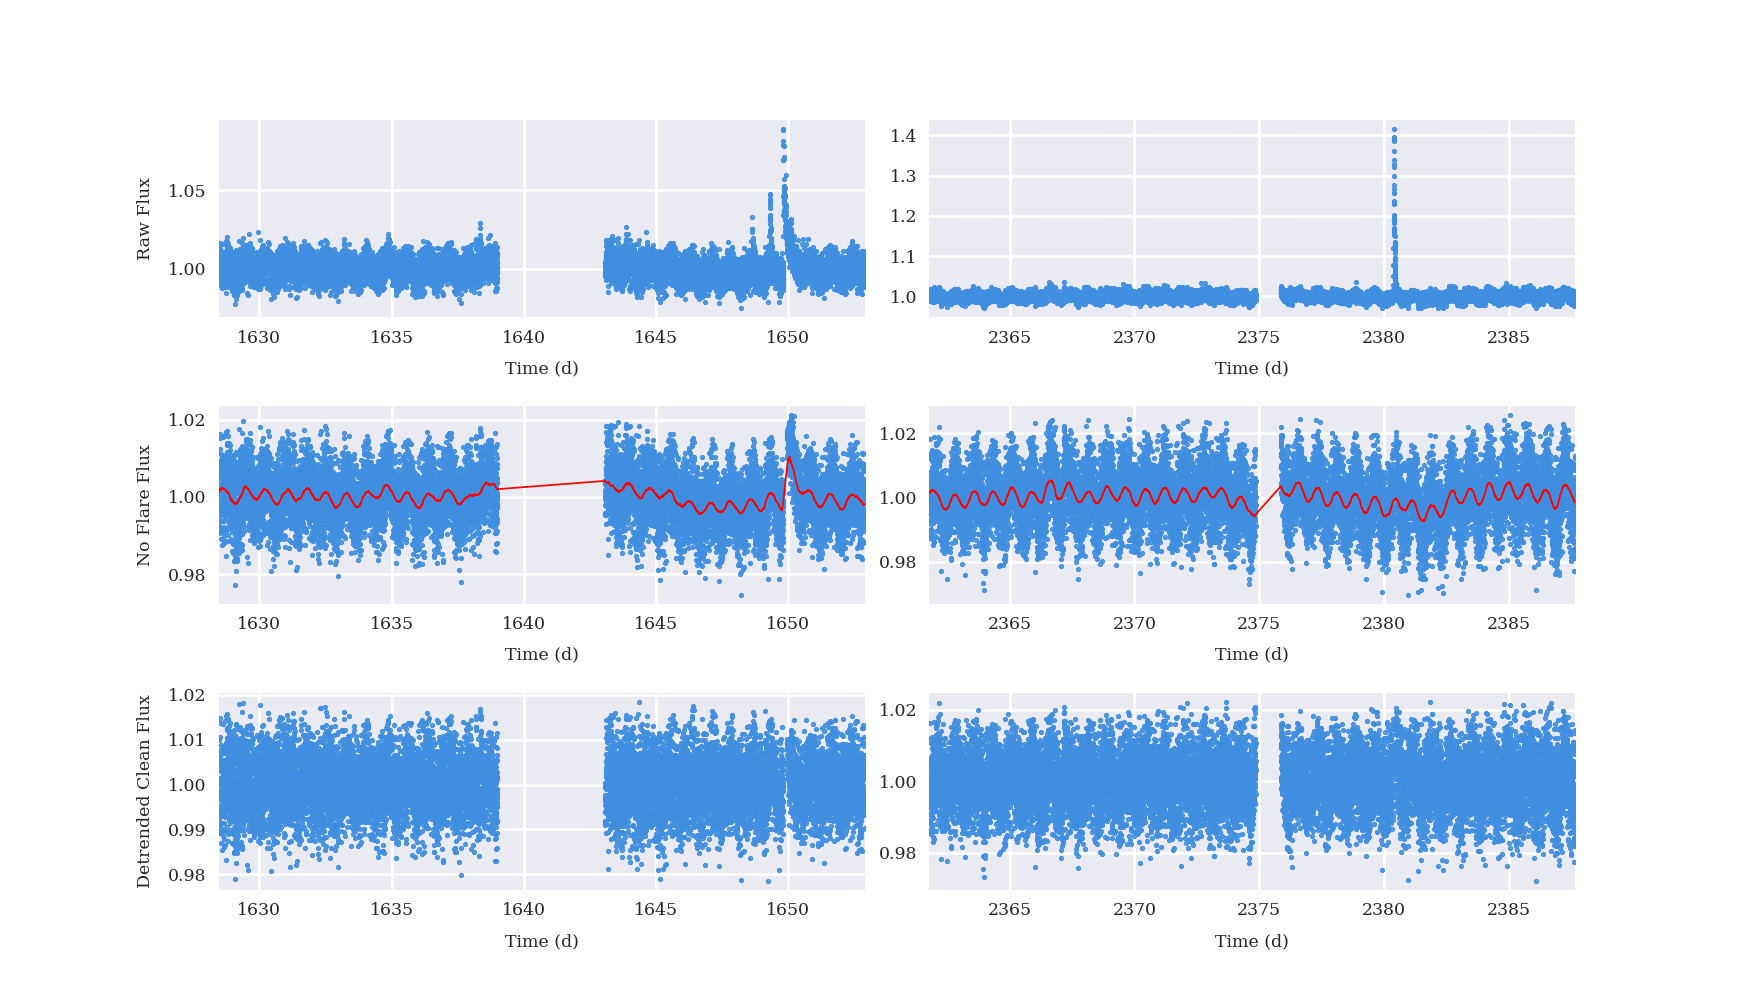 Raw Flux
1.05
1.00
1630 1635 1640 1645 1650
Time (d)
1.4
1.3
1.2
1.1
1.0
2365 2370 2375 2380 2385
Time (d)
No Flare Flux
1.02
1.00
0.98
1630 1635 1640 1645 1650
Time (d)
1.02
1.00
0.98
2365 2370 2375 2380 2385
Time (d)
Detrended Clean Flux
1.02
1.01
1.00
0.99
0.98
1630 1635 1640 1645 1650
Time (d)
1.02
1.00
0.98
2365 2370 2375 2380 2385
Time (d)